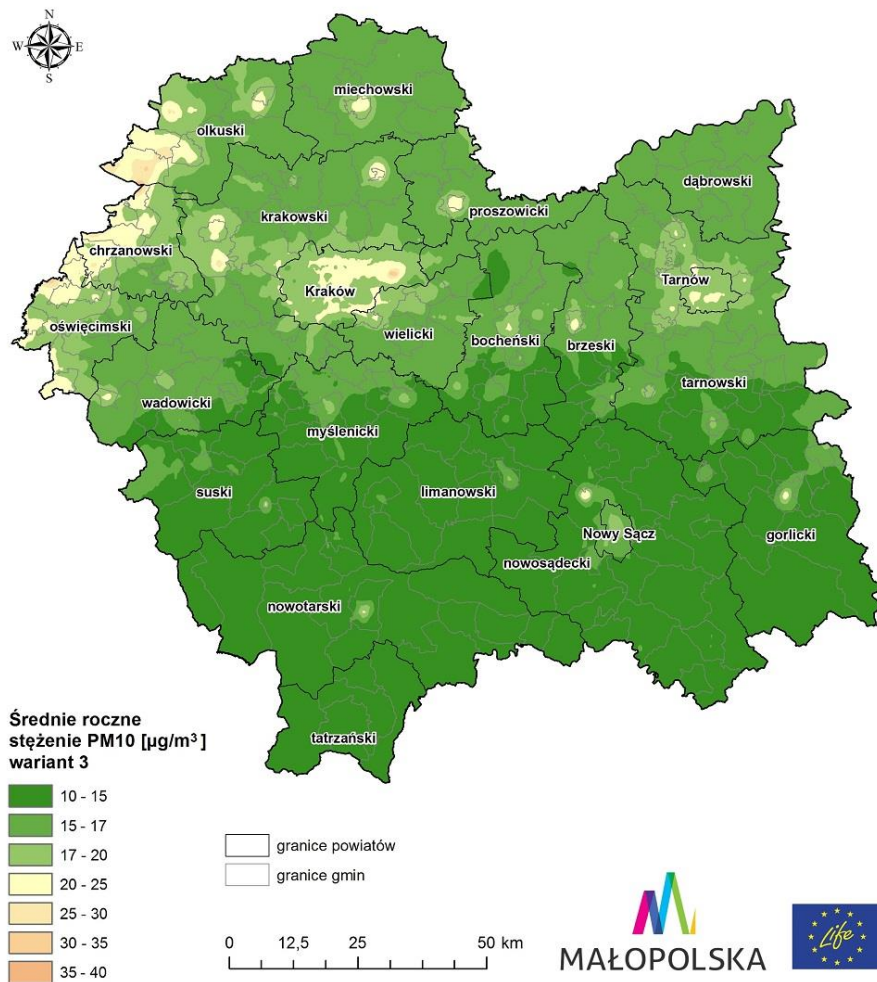 N
W E
S
miechowski
olkuski
dąbrowski
krakowski
proszowicki
chrzanowski
Tarnów
Kraków
oświęcimski
wielicki
bocheński
brzeski
tarnowski
wadowicki
myślenicki
suski
limanowski
Nowy Sącz
gorlicki
nowosądecki
nowotarski
tatrzański
Średnie roczne
stężenie PM10 [µg/m³]
wariant 3
10 - 15
15 - 17
17 - 20
20 - 25
25 - 30
30 - 35
35 - 40
granice powiatów
granice gmin
0 12,5 25 50 km
MAŁOPOLSKA
Life